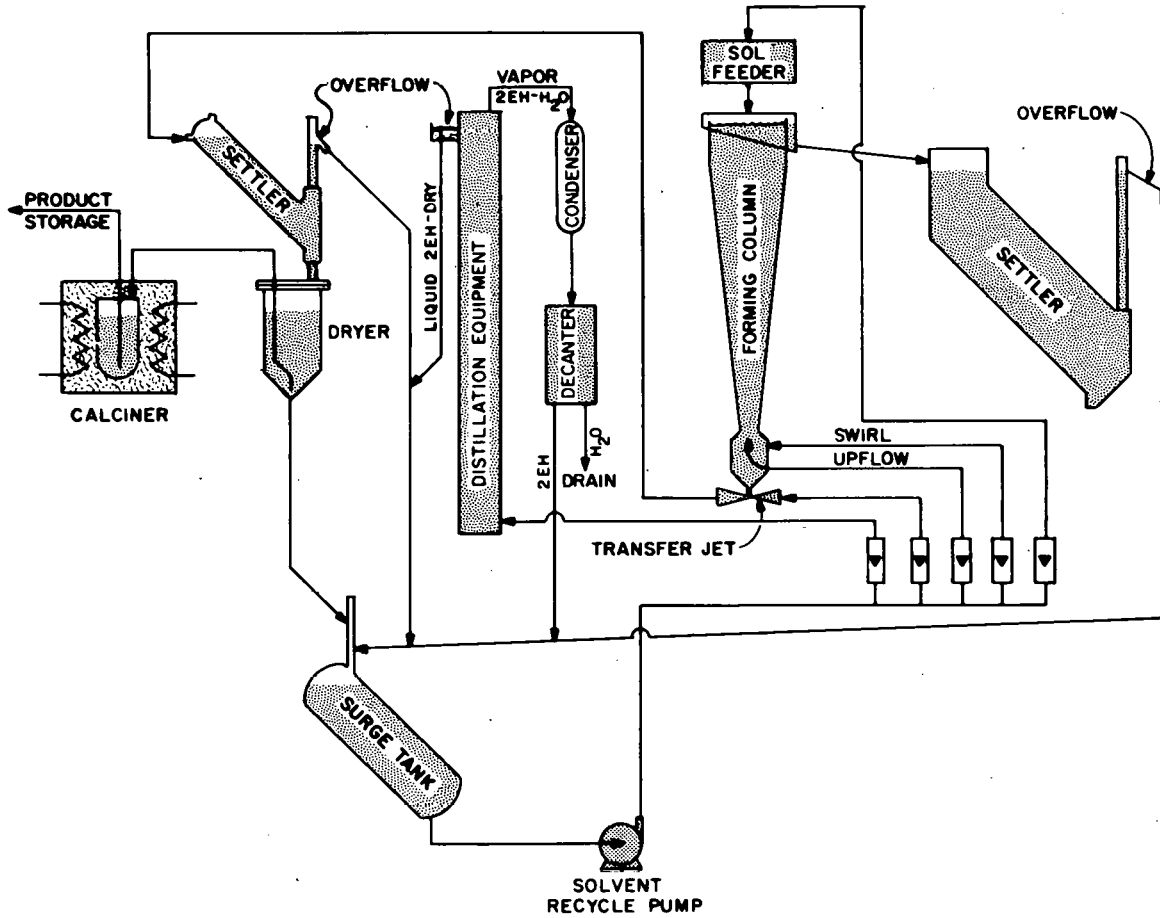 SOL
FEEDER
VAPOR
2EH-H2O
OVERFLOW
OVERFLOW
SETTLER
CONDENSER
PRODUCT
STORAGE
LIQUID 2EH-DRY
DISTILLATION EQUIPMENT
FORMING COLUMN
SETTLER
DRYER
DECANTER
CALCINER
SWIRL
UPFLOW
2EH
H2O
DRAIN
TRANSFER JET
SURGE TANK
SOLVENT
RECYCLE PUMP